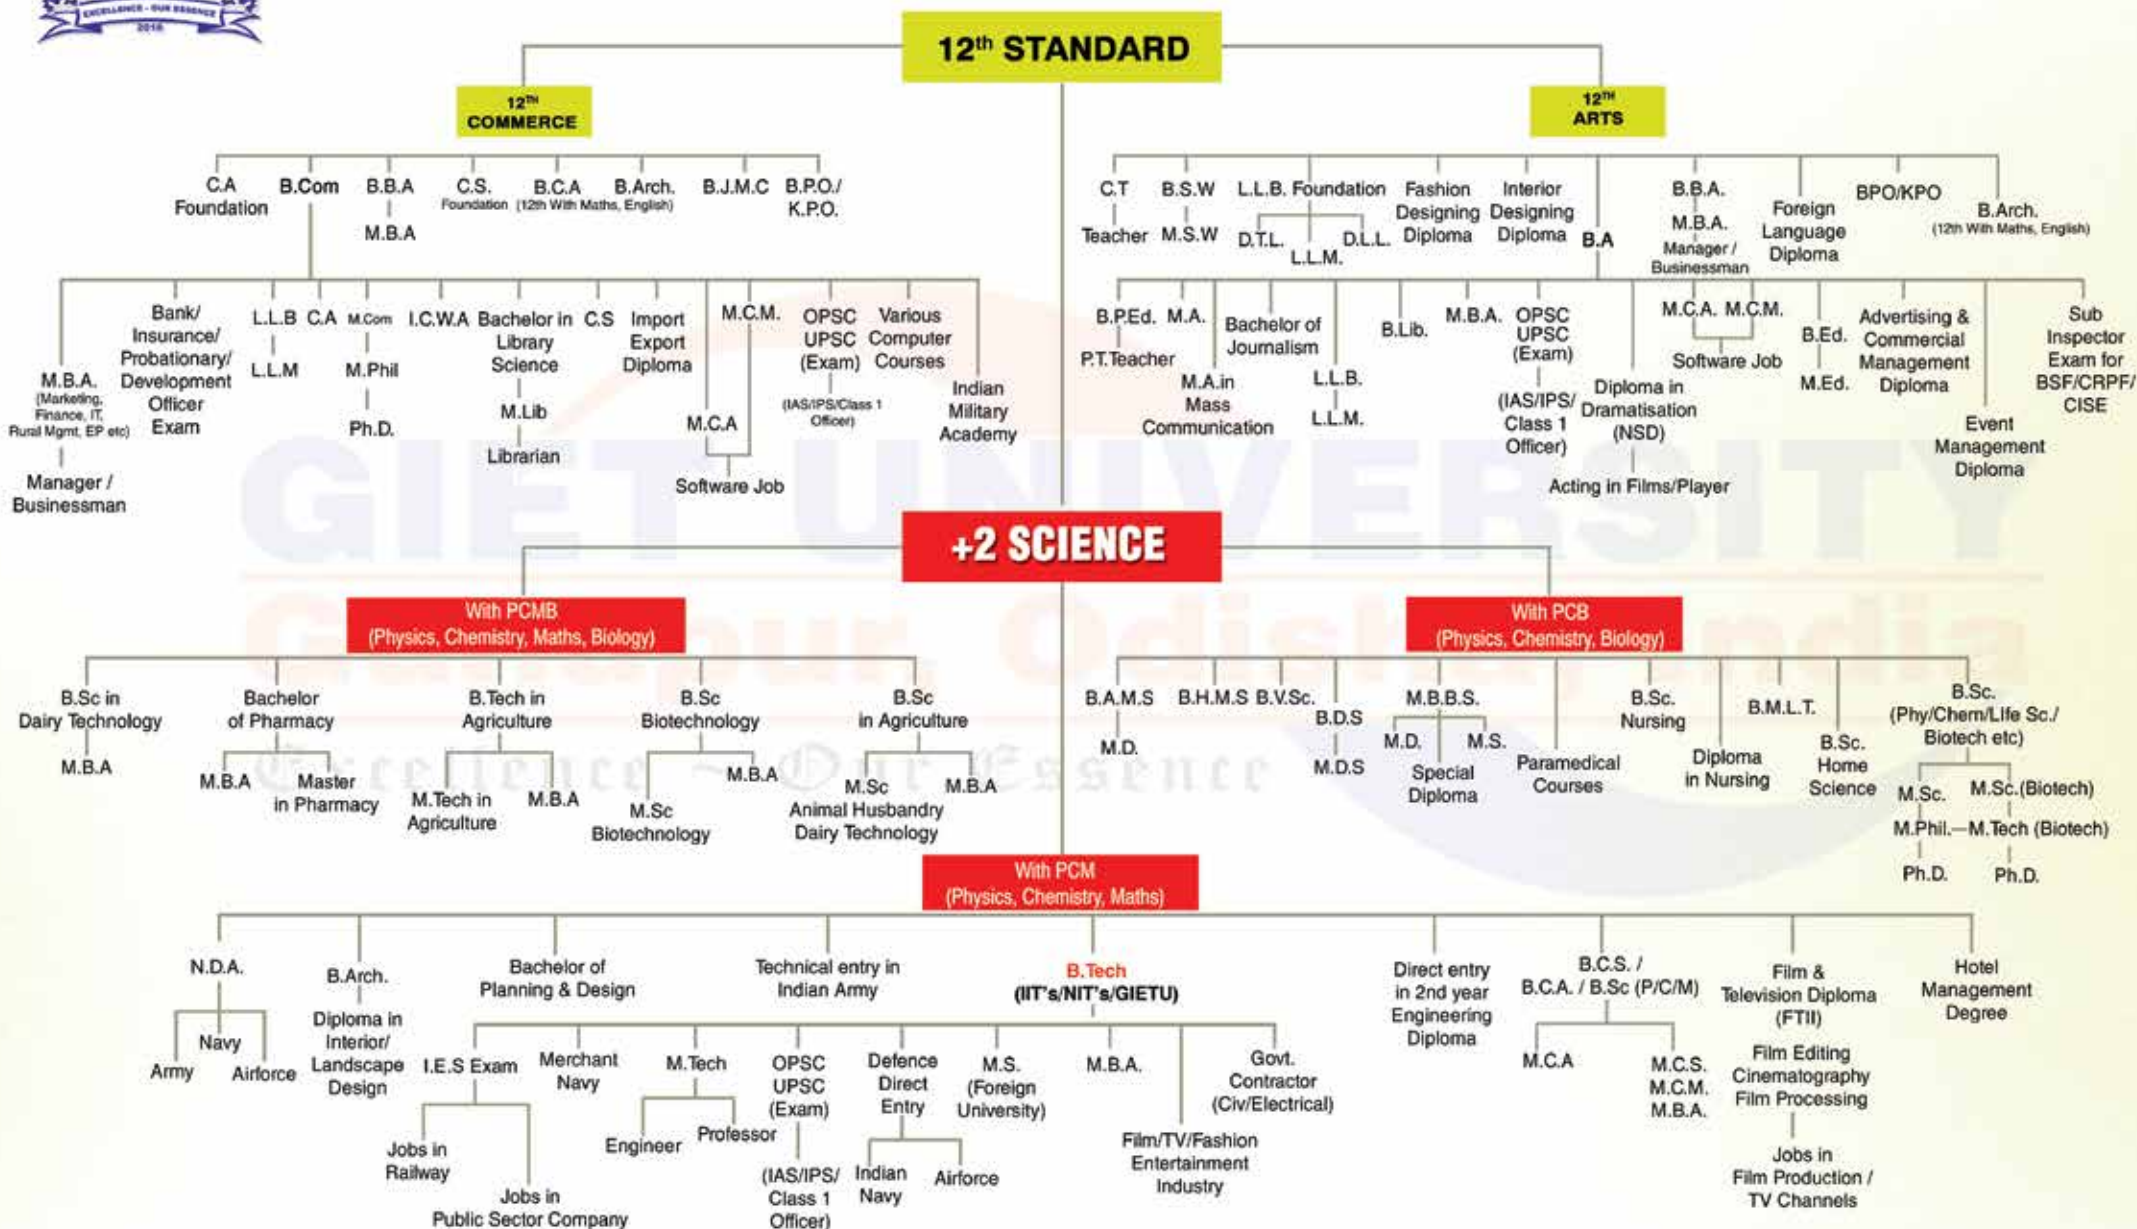 EXCELLENCE - OUR ESSENCE
2018
12th STANDARD
12TH
COMMERCE
12TH
ARTS
C.A
Foundation
B.Com
B.B.A
M.B.A
C.S.
Foundation
B.C.A
B.Arch.
(12th With Maths, English)
B.J.M.C
B.P.O./
K.P.O.
M.B.A.
(Marketing,
Finance, IT,
Rural Mgmt, EP etc)
Manager /
Businessman
Bank/
Insurance/
Probationary/
Development
Officer
Exam
L.L.B
L.L.M
C.A
M.Com
M.Phil
Ph.D.
I.C.W.A
Bachelor in
Library
Science
M.Lib
Librarian
C.S
Import
Export
Diploma
M.C.A
M.C.M.
Software Job
OPSC
UPSC
(Exam)
(IAS/IPS/Class 1
Officer)
Various
Computer
Courses
Indian
Military
Academy
C.T
Teacher
B.S.W
M.S.W
L.L.B. Foundation
D.T.L.
L.L.M.
D.L.L.
Fashion
Designing
Diploma
Interior
Designing
Diploma
B.A
B.B.A.
M.B.A.
Manager /
Businessman
Foreign
Language
Diploma
BPO/KPO
B.Arch.
(12th With Maths, English)
B.P.Ed.
P.T.Teacher
M.A.
M.A.in
Mass
Communication
Bachelor of
Journalism
L.L.B.
L.L.M.
B.Lib.
M.B.A.
OPSC
UPSC
(Exam)
(IAS/IPS/
Class 1
Officer)
Diploma in
Dramatisation
(NSD)
Acting in Films/Player
M.C.A.
M.C.M.
Software Job
B.Ed.
M.Ed.
Advertising &
Commercial
Management
Diploma
Event
Management
Diploma
Sub
Inspector
Exam for
BSF/CRPF/
CISE
GIET UNIVERSITY
Gunupur, Odisha, India
Excellence ~ Our Essence
+2 SCIENCE
With PCMB
(Physics, Chemistry, Maths, Biology)
With PCB
(Physics, Chemistry, Biology)
B.Sc in
Dairy Technology
M.B.A
Bachelor
of Pharmacy
M.B.A
Master
in Pharmacy
B.Tech in
Agriculture
M.Tech in
Agriculture
M.B.A
B.Sc
Biotechnology
M.Sc
Biotechnology
M.B.A
B.Sc
in Agriculture
M.Sc
Animal Husbandry
Dairy Technology
M.B.A
B.A.M.S
M.D.
B.H.M.S
B.V.Sc.
B.D.S
M.D.S
M.B.B.S.
M.D.
Special
Diploma
M.S.
Paramedical
Courses
B.Sc.
Nursing
Diploma
in Nursing
B.M.L.T.
B.Sc.
Home
Science
B.Sc.
(Phy/Chem/LIfe Sc./
Biotech etc)
M.Sc.
M.Sc.(Biotech)
M.Phil.—M.Tech (Biotech)
Ph.D.
Ph.D.
With PCM
(Physics, Chemistry, Maths)
N.D.A.
Army
Navy
Airforce
B.Arch.
Diploma in
Interior/
Landscape
Design
Bachelor of
Planning & Design
Technical entry in
Indian Army
B.Tech
(IIT's/NIT's/GIETU)
I.E.S Exam
Jobs in
Railway
Jobs in
Public Sector Company
Merchant
Navy
M.Tech
Engineer
Professor
OPSC
UPSC
(Exam)
(IAS/IPS/
Class 1
Officer)
Defence
Direct
Entry
Indian
Navy
Airforce
M.S.
(Foreign
University)
M.B.A.
Film/TV/Fashion
Entertainment
Industry
Govt.
Contractor
(Civ/Electrical)
Direct entry
in 2nd year
Engineering
Diploma
B.C.S. /
B.C.A. / B.Sc (P/C/M)
M.C.A
M.C.S.
M.C.M.
M.B.A.
Film &
Television Diploma
(FTII)
Film Editing
Cinematography
Film Processing
Jobs in
Film Production /
TV Channels
Hotel
Management
Degree